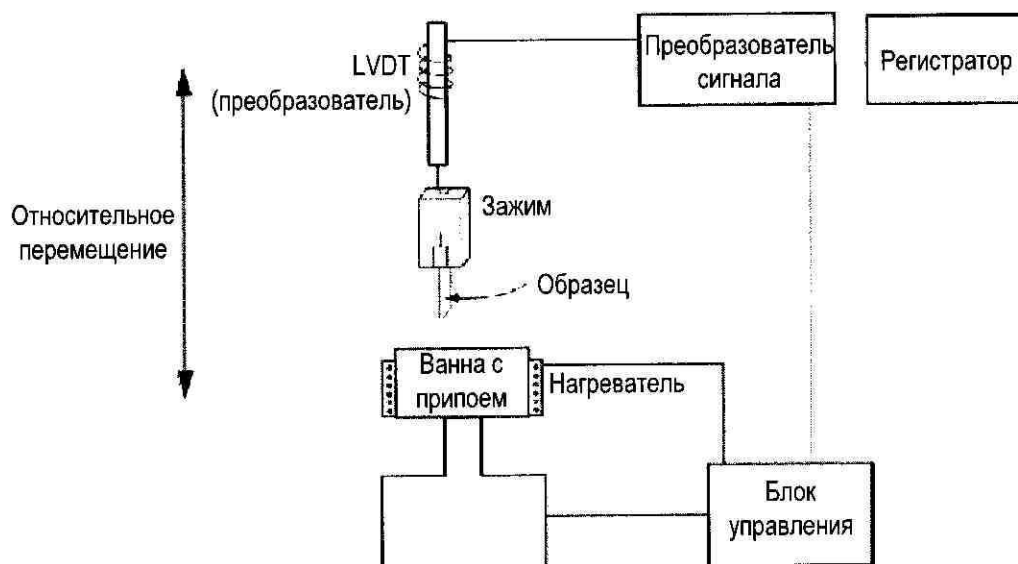 LVDT
(преобразователь)
Преобразователь
сигнала
Регистратор
Относительное
перемещение
Зажим
Образец
Ванна с
припоем
Нагреватель
Блок
управления